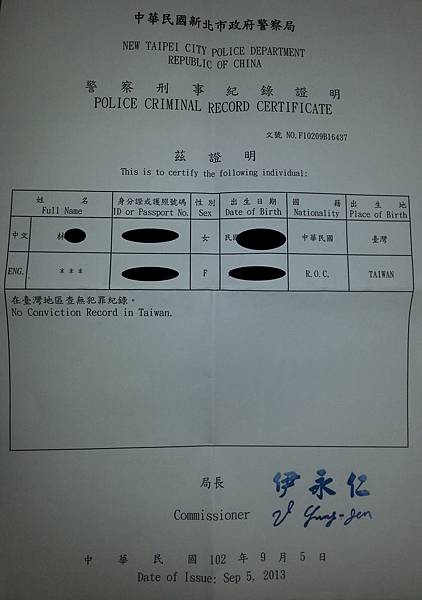 中華民國新北市政府警察局
NEW TAIPEI CITY POLICE DEPARTMENT
REPUBLIC OF CHINA
警察刑事紀錄證明
POLICE CRIMINAL RECORD CERTIFICATE
文號 NO.F10209B16437
茲證明
This is to certify the following individual:
姓名 身分證或護照號碼 性別 出生日期 國籍 出生地
Full Name ID or Passport No. Sex Date of Birth Nationality Place of Birth
中文 林 女 民國 中華民國 臺灣
ENG. * * * F R.O.C. TAIWAN
在臺灣地區查無犯罪紀錄。
No Conviction Record in Taiwan.
局長 伊永仁
Commissioner Yi Yung-Jen
中華民國 102 年 9 月 5 日
Date of Issue: Sep 5, 2013